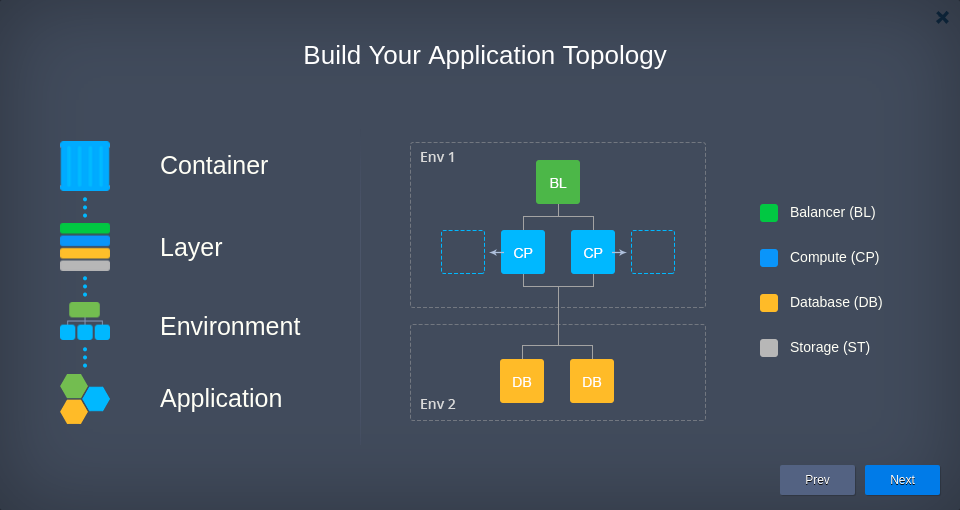 Build Your Application Topology
Container
Layer
Environment
Application
Env 1
BL
CP
CP
DB
DB
Env 2
Balancer (BL)
Compute (CP)
Database (DB)
Storage (ST)
Prev
Next